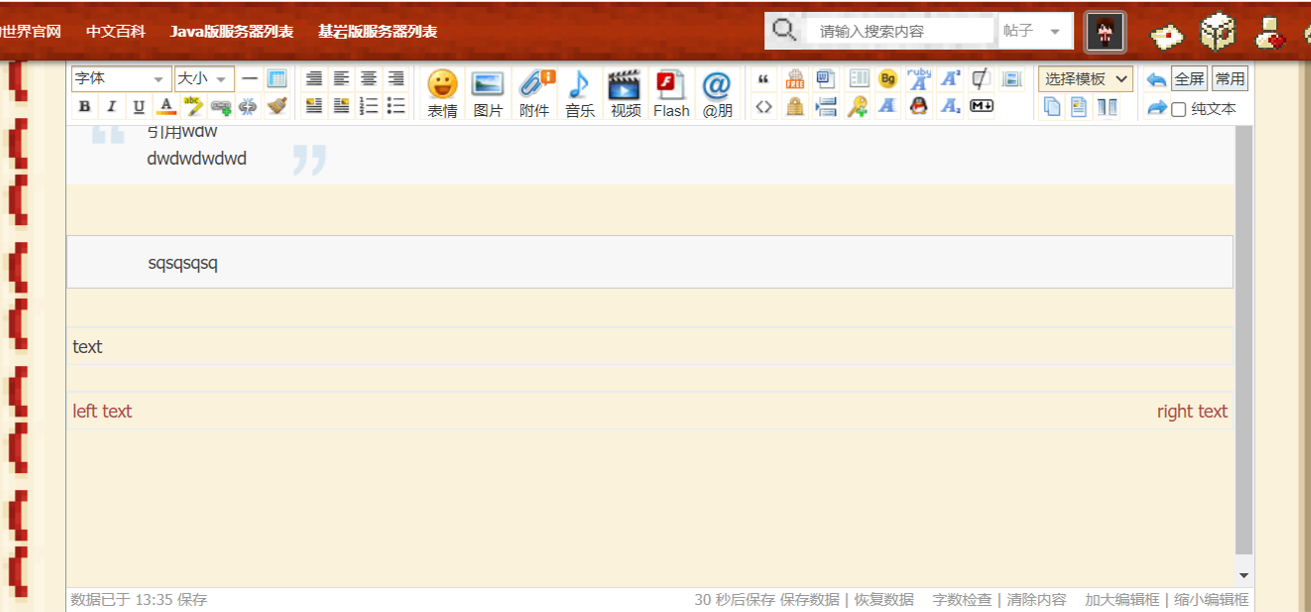 世界官网 中文百科 Java版服务器列表 基岩版服务器列表 请输入搜索内容 帖子
字体 大小 选择模板 全屏 常用
B I U A 表情 图片 附件 音乐 视频 Flash @朋 纯文本
引用wdw
dwdwdwdwd
sqsqsqsq
text
left text right text
数据已于 13:35 保存 30 秒后保存 保存数据 | 恢复数据 字数检查 | 清除内容 加大编辑框 | 缩小编辑框